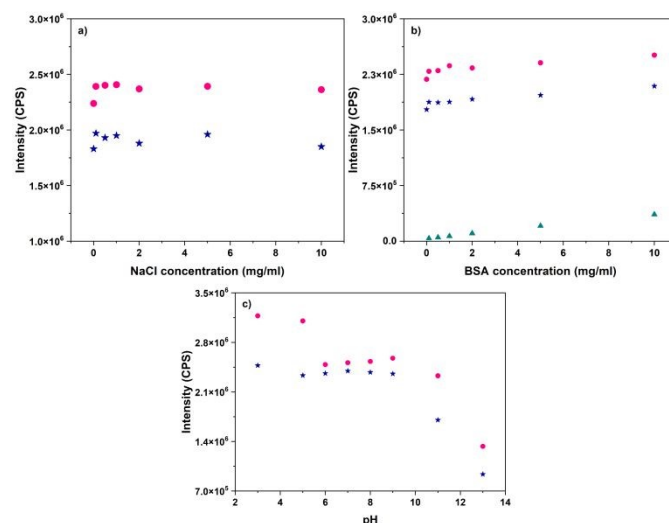 a)
3.0×10⁶
2.5×10⁶
2.0×10⁶
1.5×10⁶
1.0×10⁶
Intensity (CPS)
0 2 4 6 8 10
NaCl concentration (mg/ml)
b)
3.0×10⁶
2.3×10⁶
1.5×10⁶
7.5×10⁵
0.0
Intensity (CPS)
0 2 4 6 8 10
BSA concentration (mg/ml)
c)
3.5×10⁶
2.8×10⁶
2.1×10⁶
1.4×10⁶
7.0×10⁵
Intensity (CPS)
2 4 6 8 10 12 14
pH